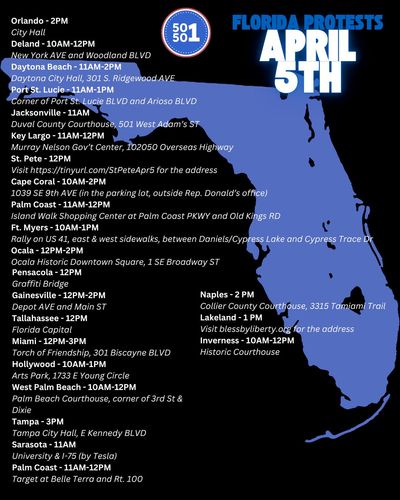 Orlando - 2PM
City Hall
Deland - 10AM-12PM
New York AVE and Woodland BLVD
Daytona Beach - 11AM-2PM
Daytona City Hall, 301 S. Ridgewood AVE
Port St. Lucie - 11AM-1PM
Corner of Port St. Lucie BLVD and Arioso BLVD
Jacksonville - 11AM
Duval County Courthouse, 501 West Adam's ST
Key Largo - 11AM-12PM
Murray Nelson Gov't Center, 102050 Overseas Highway
St. Pete - 12PM
Visit https://tinyurl.com/StPeteApr5 for the address
Cape Coral - 10AM-2PM
1039 SE 9th AVE (in the parking lot, outside Rep. Donald's office)
Palm Coast - 11AM-12PM
Island Walk Shopping Center at Palm Coast PKWY and Old Kings RD
Ft. Myers - 10AM-1PM
Rally on US 41, east & west sidewalks, between Daniels/Cypress Lake and Cypress Trace Dr
Ocala - 12PM-2PM
Ocala Historic Downtown Square, 1 SE Broadway ST
Pensacola - 12PM
Graffiti Bridge
Gainesville - 12PM-2PM
Depot AVE and Main ST
Tallahassee - 12PM
Florida Capital
Miami - 12PM-3PM
Torch of Friendship, 301 Biscayne BLVD
Hollywood - 10AM-1PM
Arts Park, 1733 E Young Circle
West Palm Beach - 10AM-12PM
Palm Beach Courthouse, corner of 3rd St &
Dixie
Tampa - 3PM
Tampa City Hall, E Kennedy BLVD
Sarasota - 11AM
University & I-75 (by Tesla)
Palm Coast - 11AM-12PM
Target at Belle Terra and Rt. 100
50
50
1
FLORIDA PROTESTS
APRIL
5TH
Naples - 2 PM
Collier County Courthouse, 3315 Tamiami Trail
Lakeland - 1 PM
Visit blessbyliberty.org for the address
Inverness - 10AM-12PM
Historic Courthouse